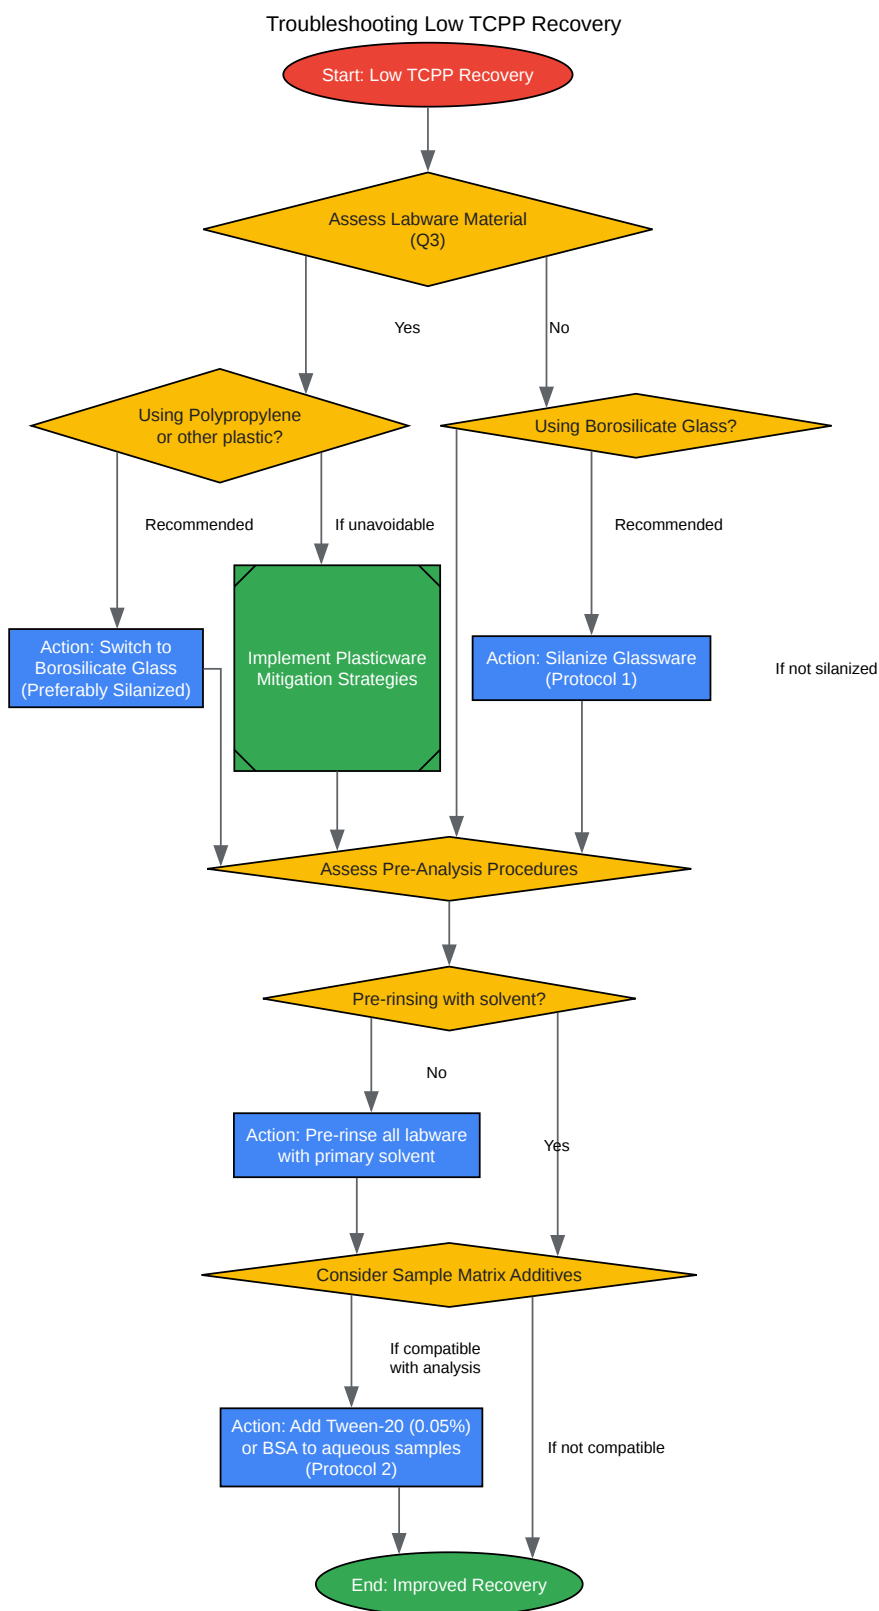 Troubleshooting Low TCPP Recovery
Start: Low TCPP Recovery
Assess Labware Material
(Q3)
Yes
No
Using Polypropylene
or other plastic?
Using Borosilicate Glass?
Recommended
If unavoidable
Recommended
Action: Switch to
Borosilicate Glass
(Preferably Silanized)
Implement Plasticware
Mitigation Strategies
Action: Silanize Glassware
(Protocol 1)
If not silanized
Assess Pre-Analysis Procedures
Pre-rinsing with solvent?
No
Action: Pre-rinse all labware
with primary solvent
Yes
Consider Sample Matrix Additives
If compatible
with analysis
Action: Add Tween-20 (0.05%)
or BSA to aqueous samples
(Protocol 2)
If not compatible
End: Improved Recovery